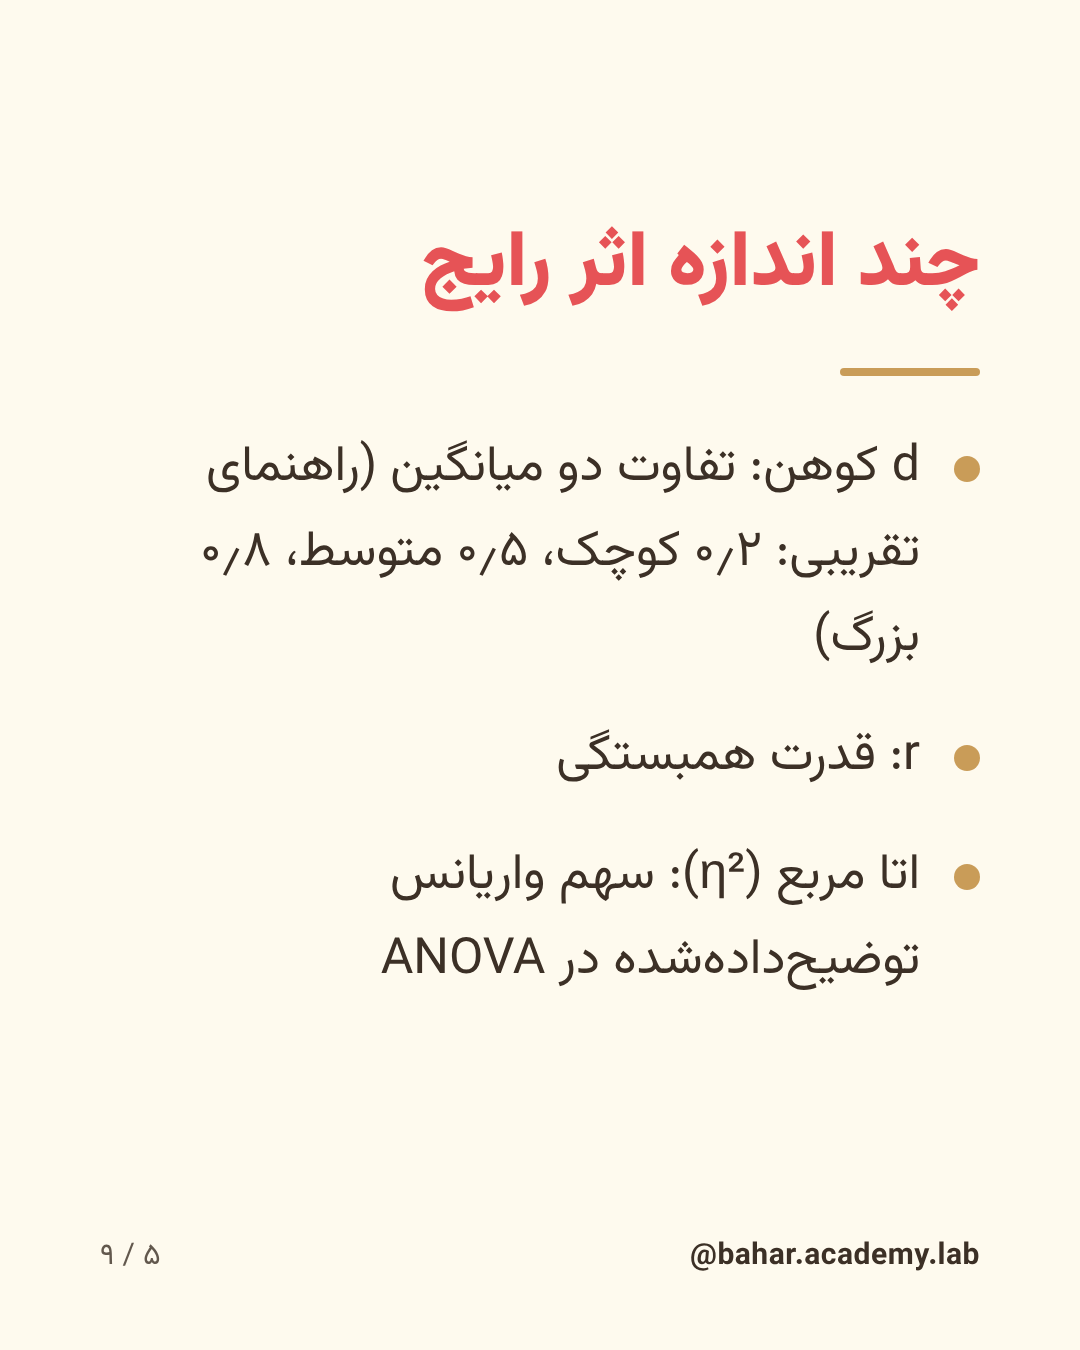 چند اندازه اثر رایج
d کوهن: تفاوت دو میانگین (راهنمای
تقریبی: ۰٫۲ کوچک، ۰٫۵ متوسط، ۰٫۸
بزرگ)
r: قدرت همبستگی
اتا مربع (η²): سهم واریانس
توضیح‌داده‌شده در ANOVA
@bahar.academy.lab
۵ / ۹